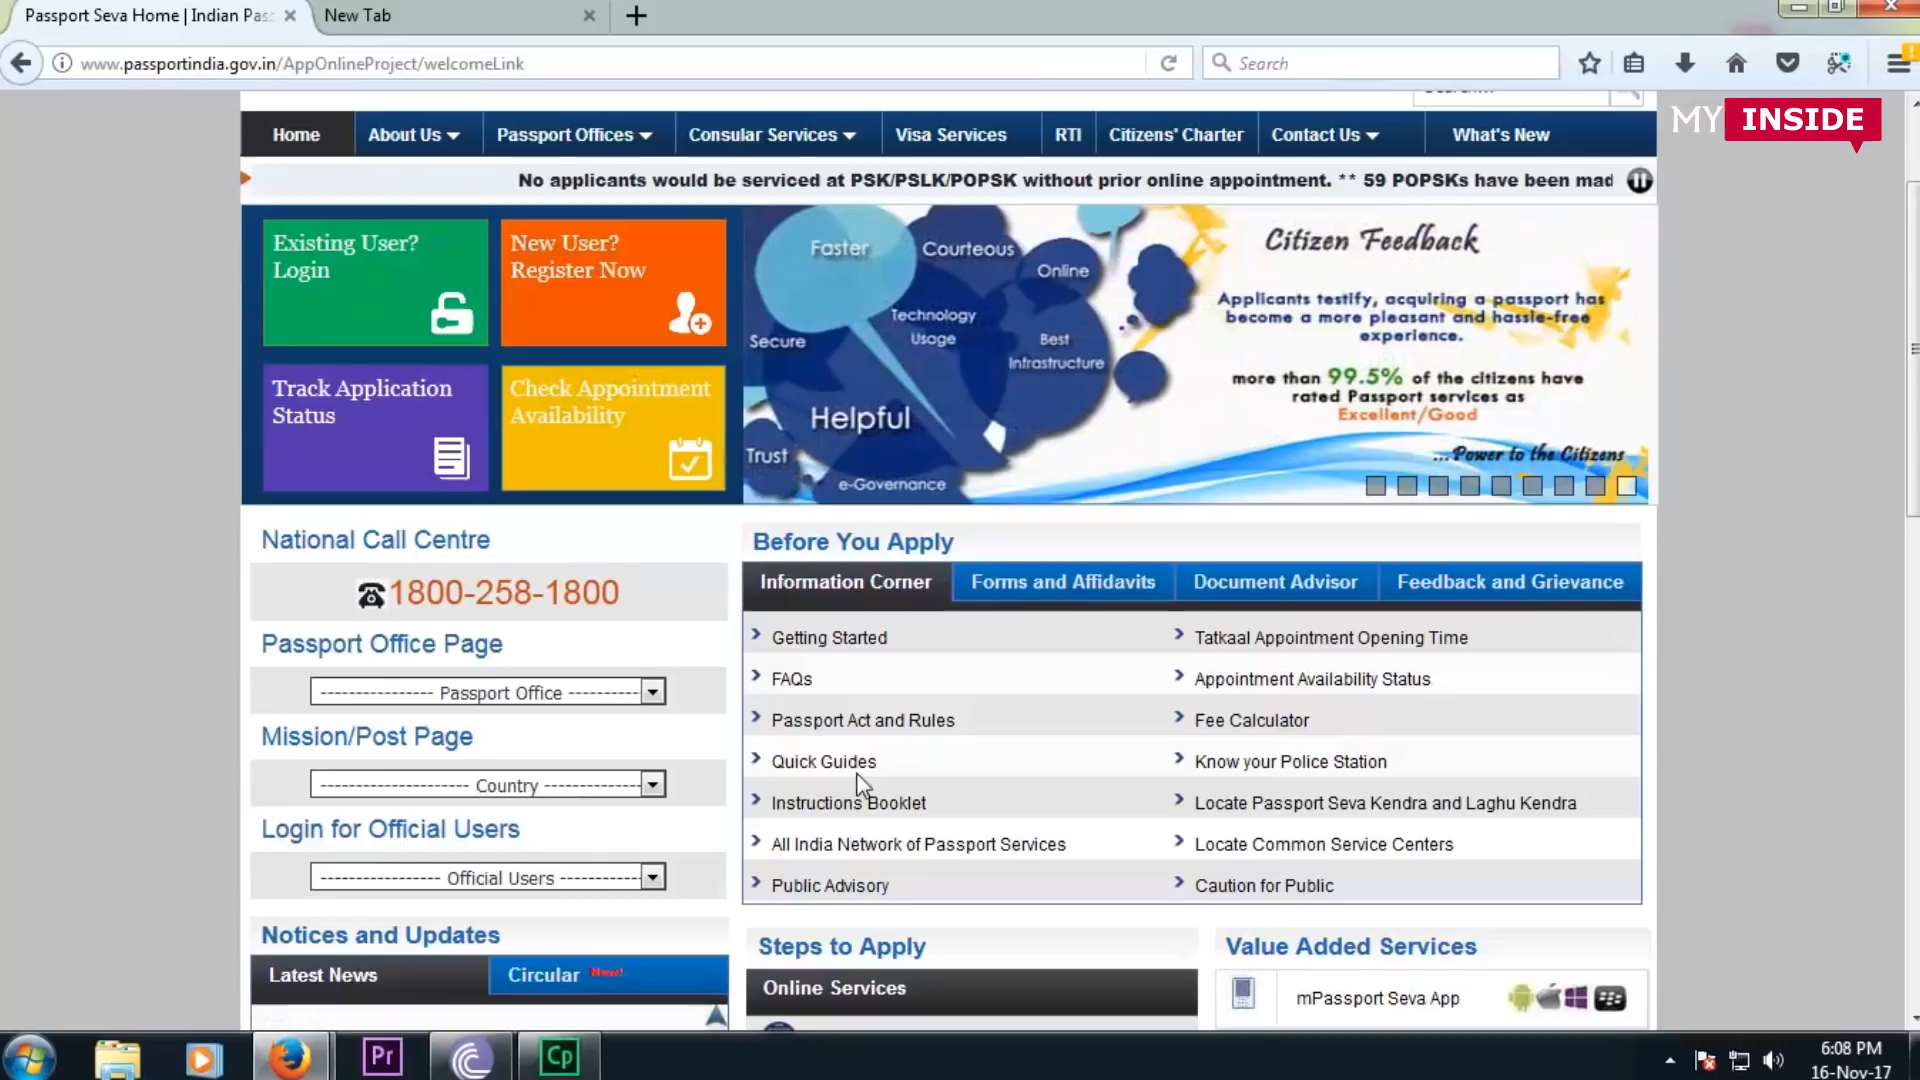 Passport Seva Home | Indian Pas
New Tab
www.passportindia.gov.in/AppOnlineProject/welcomeLink
Search
MY INSIDE
Home
About Us
Passport Offices
Consular Services
Visa Services
RTI
Citizens' Charter
Contact Us
What's New
No applicants would be serviced at PSK/PSLK/POPSK without prior online appointment. ** 59 POPSKs have been mad
Existing User?
Login
New User?
Register Now
Track Application
Status
Check Appointment
Availability
Faster
Courteous
Online
Technology
Usage
Secure
Best
Infrastructure
Helpful
Trust
e-Governance
Citizen Feedback
Applicants testify, acquiring a passport has
become a more pleasant and hassle-free
experience.
more than 99.5% of the citizens have
rated Passport services as
Excellent/Good
...Power to the Citizens
National Call Centre
1800-258-1800
Passport Office Page
---------------- Passport Office ----------
Mission/Post Page
--------------------- Country --------------
Login for Official Users
----------------- Official Users -----------
Before You Apply
Information Corner
Forms and Affidavits
Document Advisor
Feedback and Grievance
Getting Started
Tatkaal Appointment Opening Time
FAQs
Appointment Availability Status
Passport Act and Rules
Fee Calculator
Quick Guides
Know your Police Station
Instructions Booklet
Locate Passport Seva Kendra and Laghu Kendra
All India Network of Passport Services
Locate Common Service Centers
Public Advisory
Caution for Public
Notices and Updates
Latest News
Circular New!
Steps to Apply
Online Services
Value Added Services
mPassport Seva App
Pr
Cp
6:08 PM
16-Nov-17